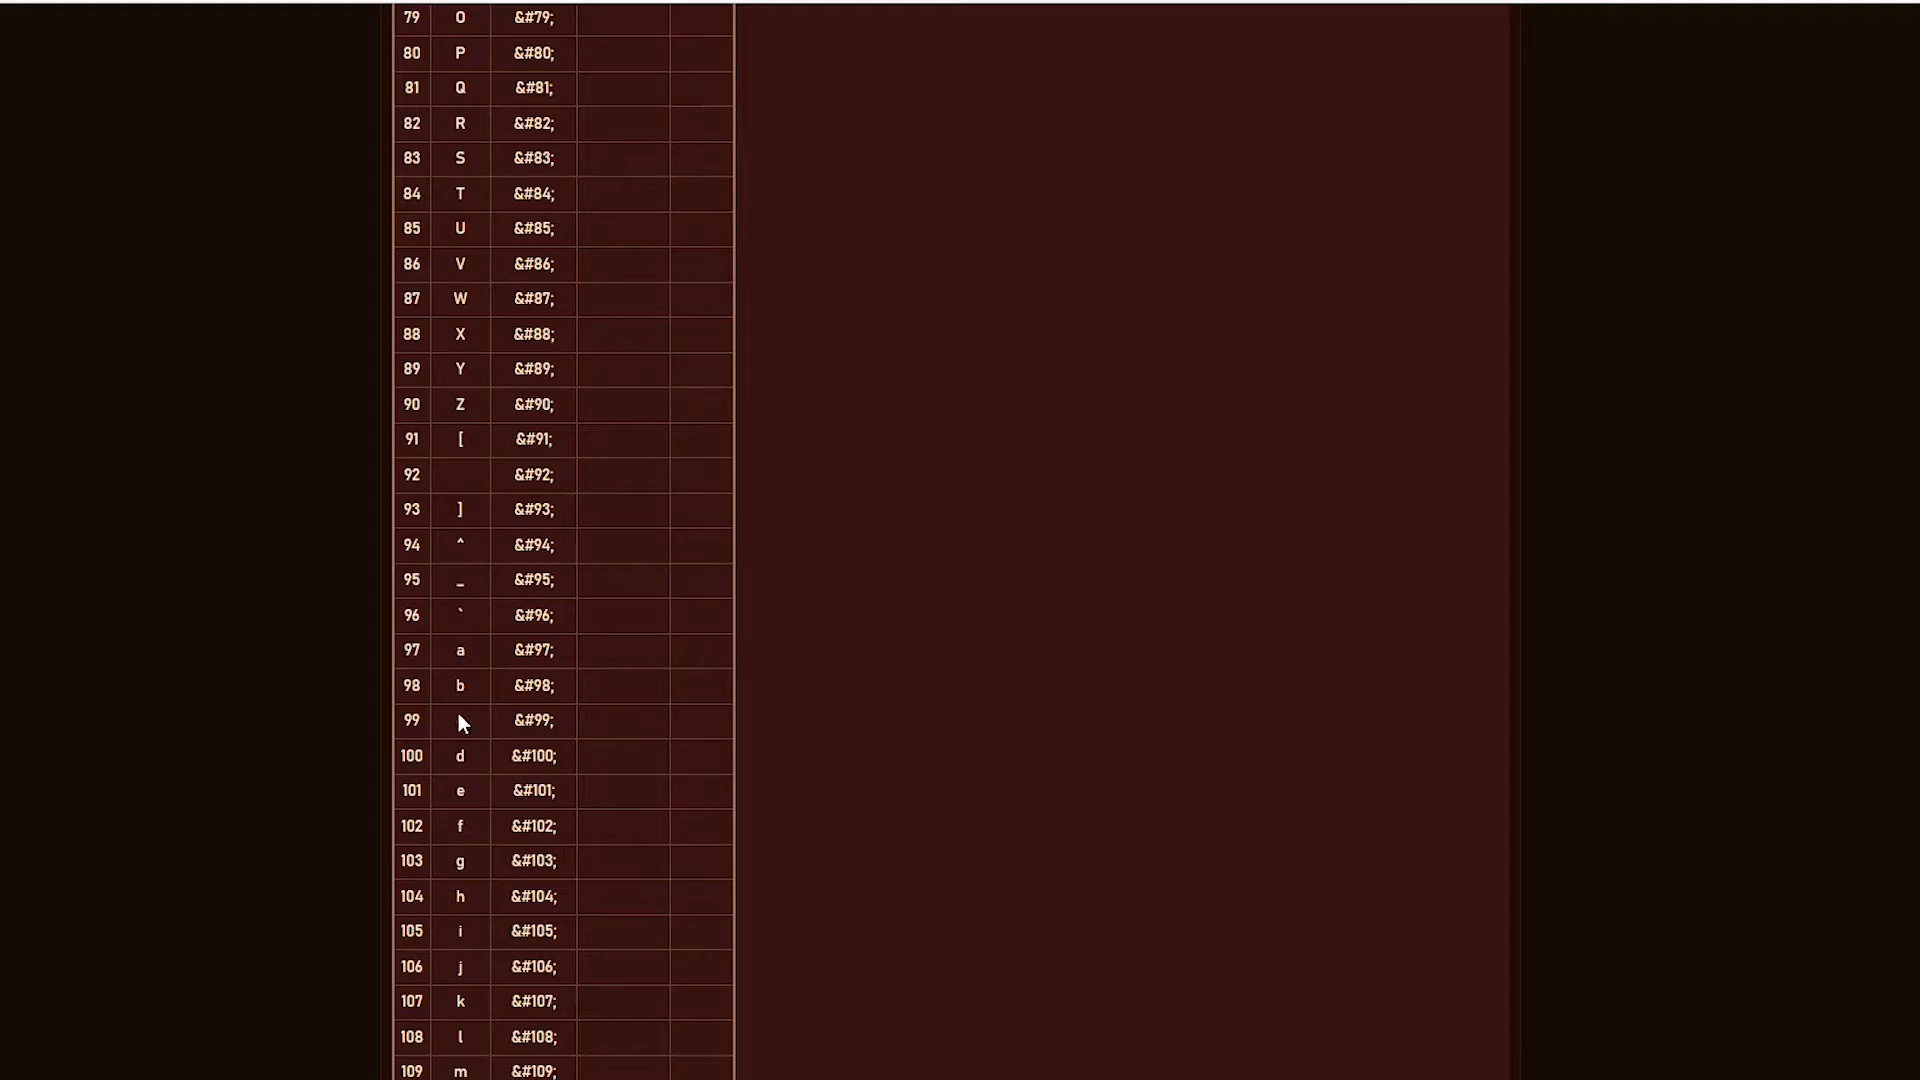 79 O &#79;
80 P &#80;
81 Q &#81;
82 R &#82;
83 S &#83;
84 T &#84;
85 U &#85;
86 V &#86;
87 W &#87;
88 X &#88;
89 Y &#89;
90 Z &#90;
91 [ &#91;
92 &#92;
93 ] &#93;
94 ^ &#94;
95 _ &#95;
96 ` &#96;
97 a &#97;
98 b &#98;
99 &#99;
100 d &#100;
101 e &#101;
102 f &#102;
103 g &#103;
104 h &#104;
105 i &#105;
106 j &#106;
107 k &#107;
108 l &#108;
109 m &#109;